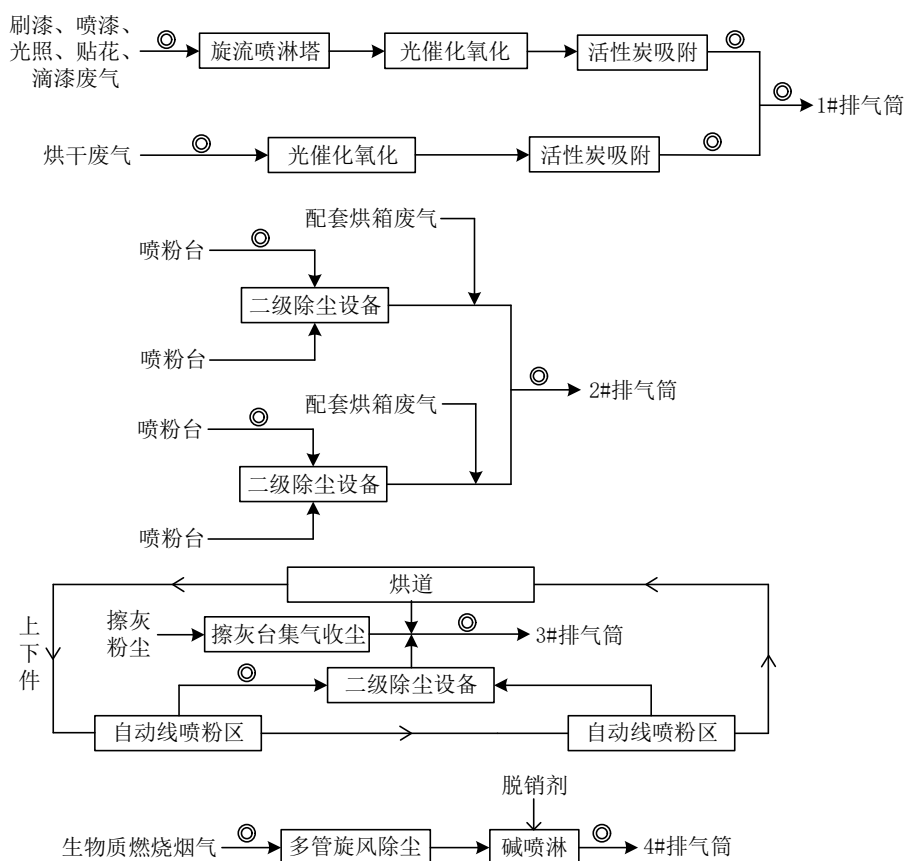 刷漆、喷漆、
光照、贴花、
滴漆废气
旋流喷淋塔
光催化氧化
活性炭吸附
1#排气筒
烘干废气
光催化氧化
活性炭吸附
配套烘箱废气
喷粉台
二级除尘设备
喷粉台
2#排气筒
配套烘箱废气
喷粉台
二级除尘设备
喷粉台
烘道
上
下
件
擦灰
粉尘
擦灰台集气收尘
3#排气筒
二级除尘设备
自动线喷粉区
自动线喷粉区
脱销剂
生物质燃烧烟气
多管旋风除尘
碱喷淋
4#排气筒